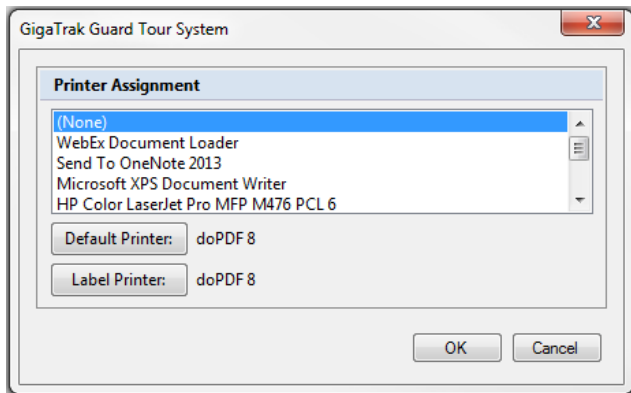 GigaTrak Guard Tour System
Printer Assignment
(None)
WebEx Document Loader
Send To OneNote 2013
Microsoft XPS Document Writer
HP Color LaserJet Pro MFP M476 PCL 6
Default Printer: doPDF 8
Label Printer: doPDF 8
OK Cancel